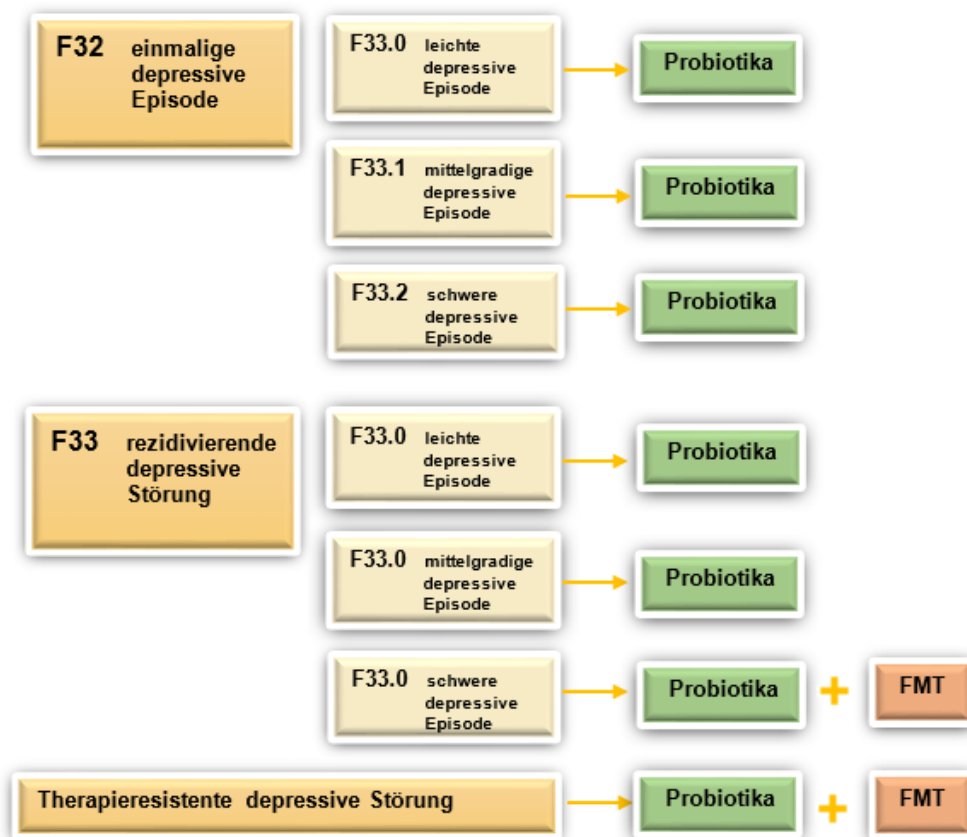 F32 einmalige
depressive
Episode
F33.0 leichte
depressive
Episode
Probiotika
F33.1 mittelgradige
depressive
Episode
Probiotika
F33.2 schwere
depressive
Episode
Probiotika
F33 rezidivierende
depressive
Störung
F33.0 leichte
depressive
Episode
Probiotika
F33.0 mittelgradige
depressive
Episode
Probiotika
F33.0 schwere
depressive
Episode
Probiotika + FMT
Therapieresistente depressive Störung
Probiotika + FMT